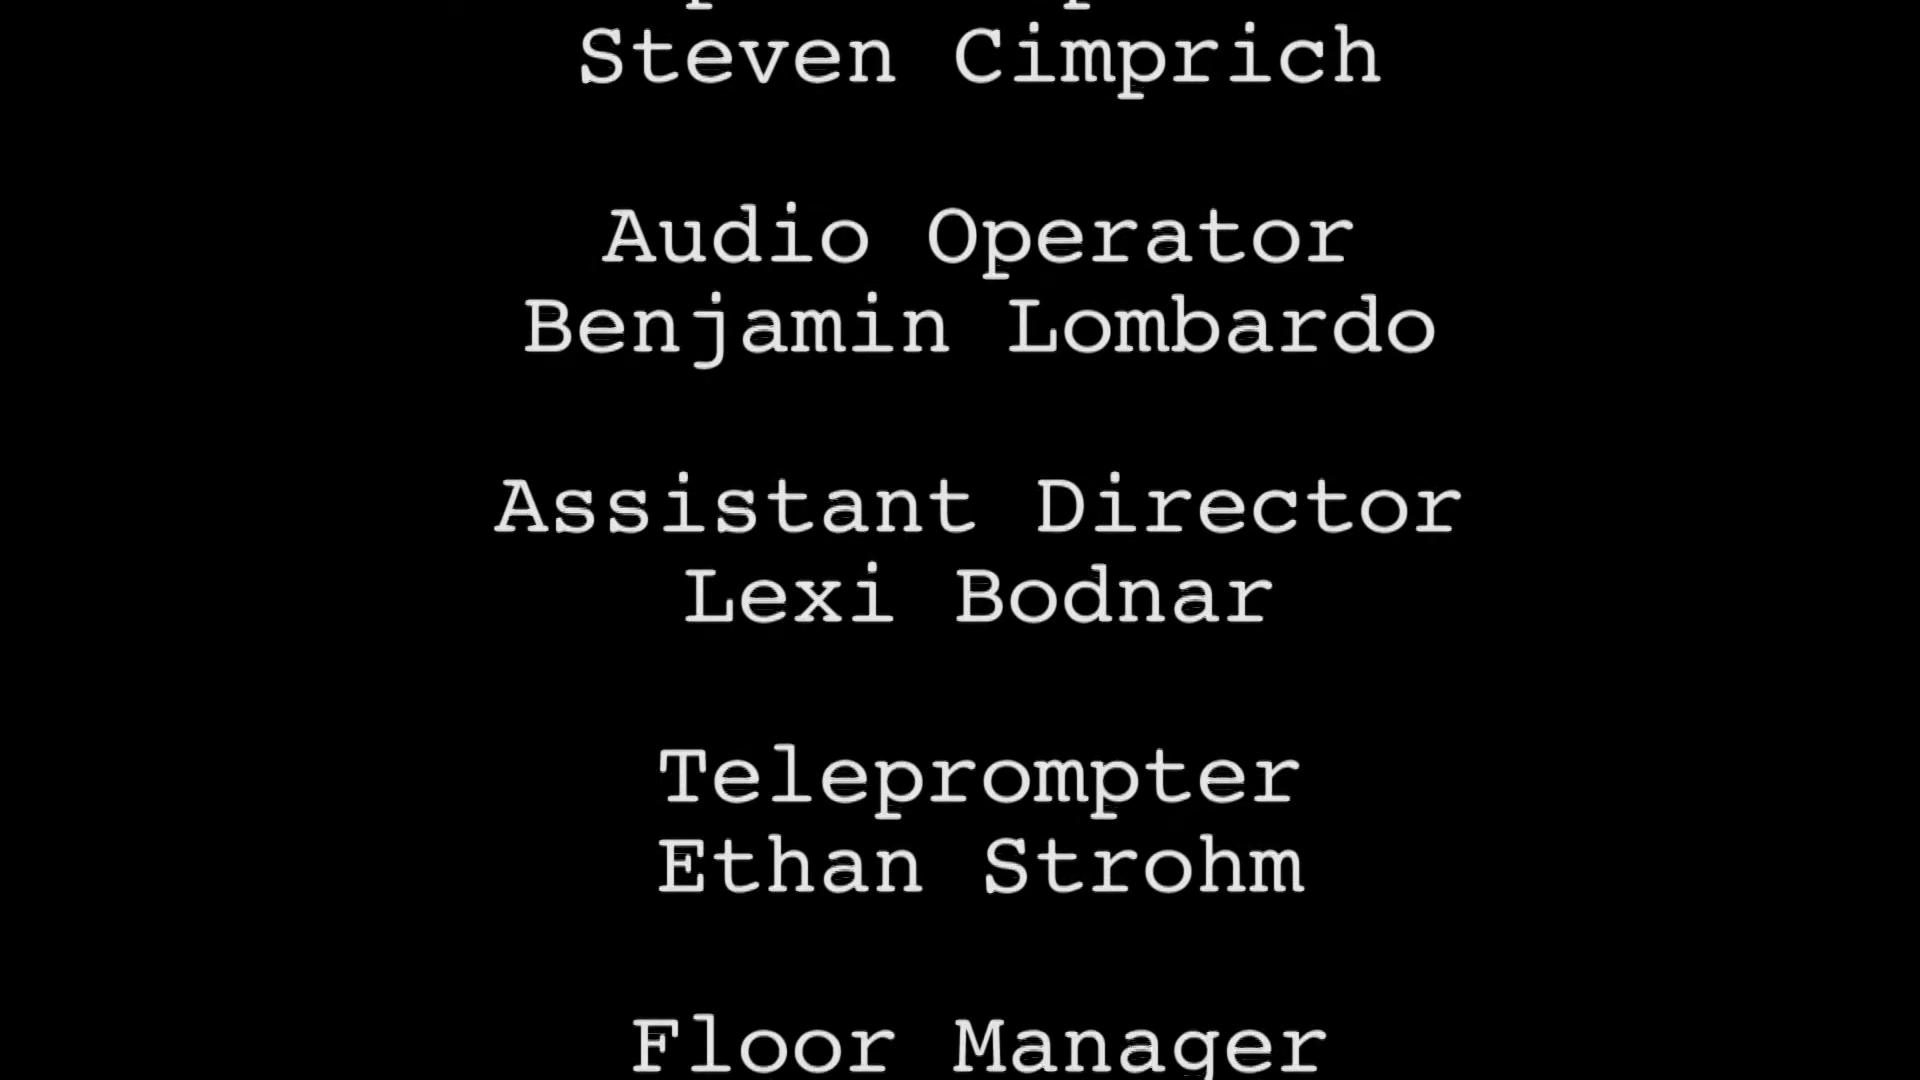 Steven Cimprich
Audio Operator
Benjamin Lombardo
Assistant Director
Lexi Bodnar
Teleprompter
Ethan Strohm
Floor Manager